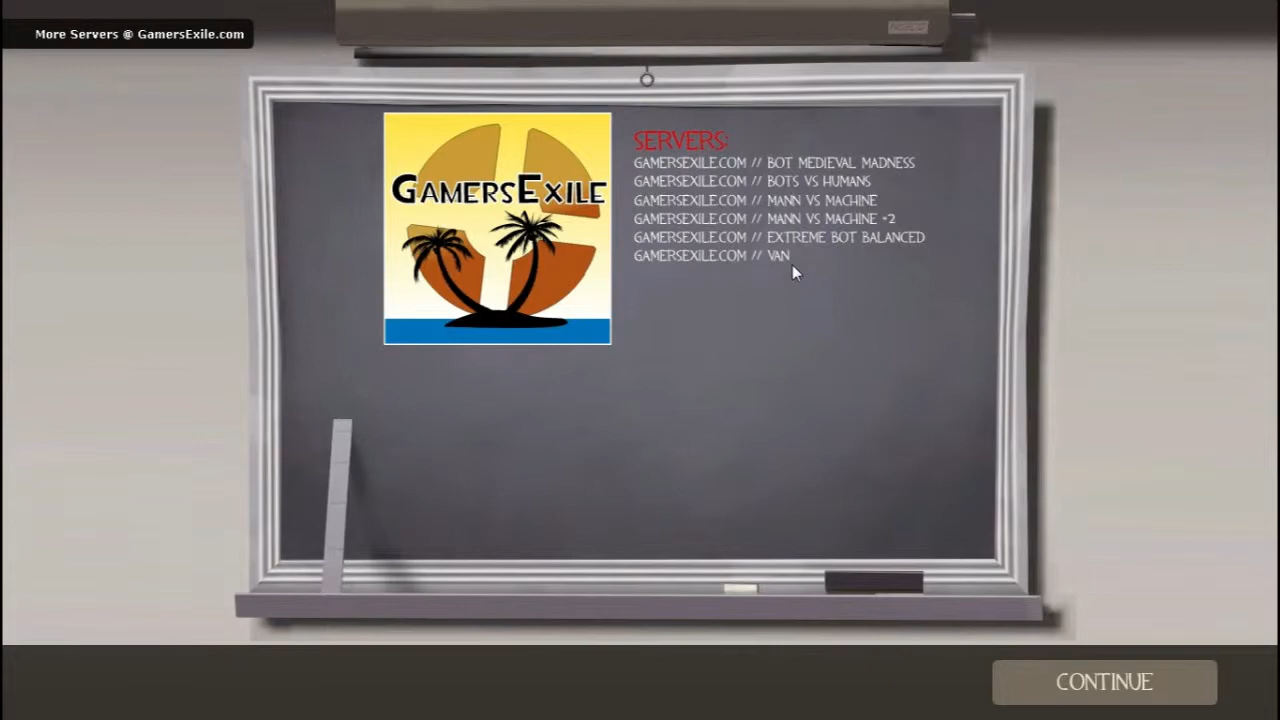 More Servers @ GamersExile.com
GAMERSEXILE
SERVERS:
GAMERSEXILE.COM // BOT MEDIEVAL MADNESS
GAMERSEXILE.COM // BOTS VS HUMANS
GAMERSEXILE.COM // MANN VS MACHINE
GAMERSEXILE.COM // MANN VS MACHINE
GAMERSEXILE.COM // EXTREME BOT BALANCED
GAMERSEXILE.COM // VAN
CONTINUE